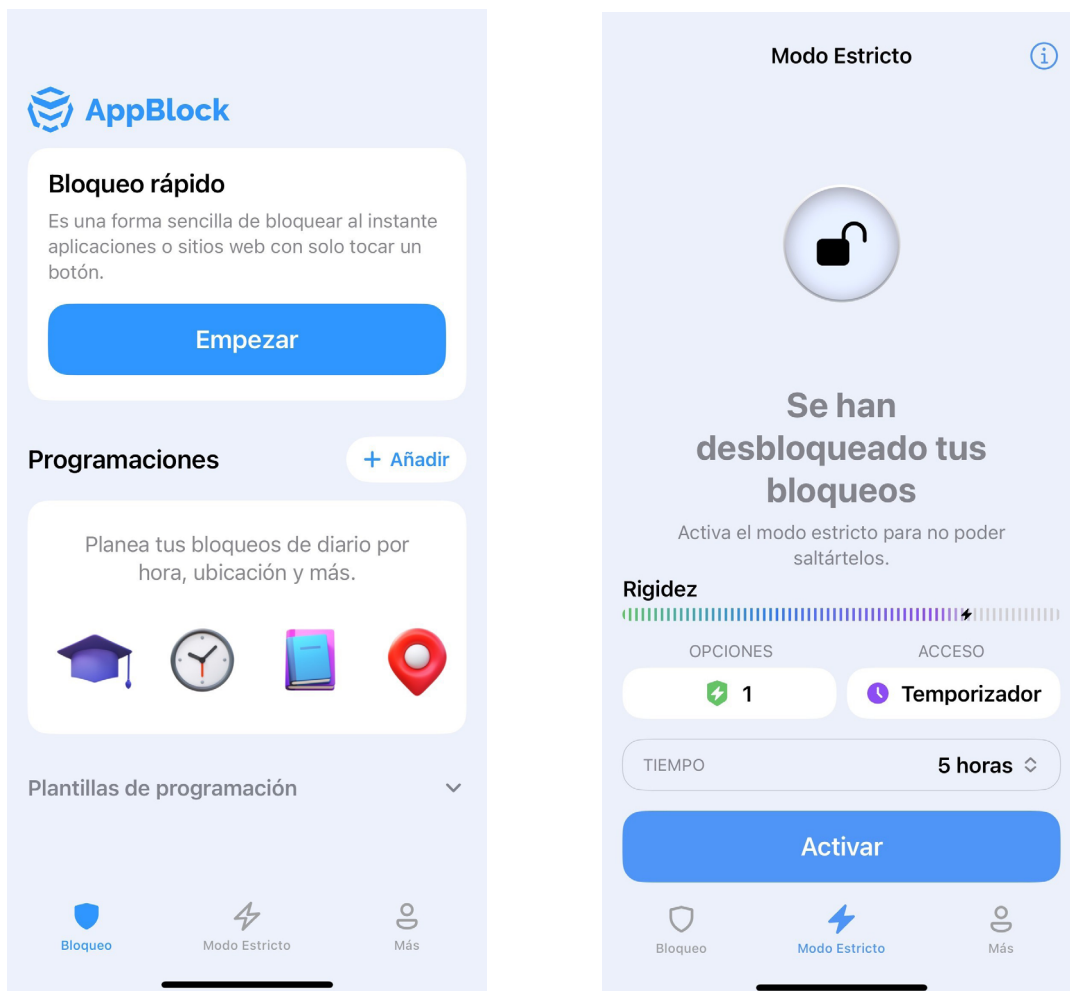 AppBlock
Bloqueo rápido
Es una forma sencilla de bloquear al instante
aplicaciones o sitios web con solo tocar un
botón.
Empezar
Programaciones
+ Añadir
Planea tus bloqueos de diario por
hora, ubicación y más.
Plantillas de programación
Bloqueo
Modo Estricto
Más
Modo Estricto
Se han
desbloqueado tus
bloqueos
Activa el modo estricto para no poder
saltártelos.
Rigidez
OPCIONES
ACCESO
1
Temporizador
TIEMPO
5 horas
Activar
Bloqueo
Modo Estricto
Más